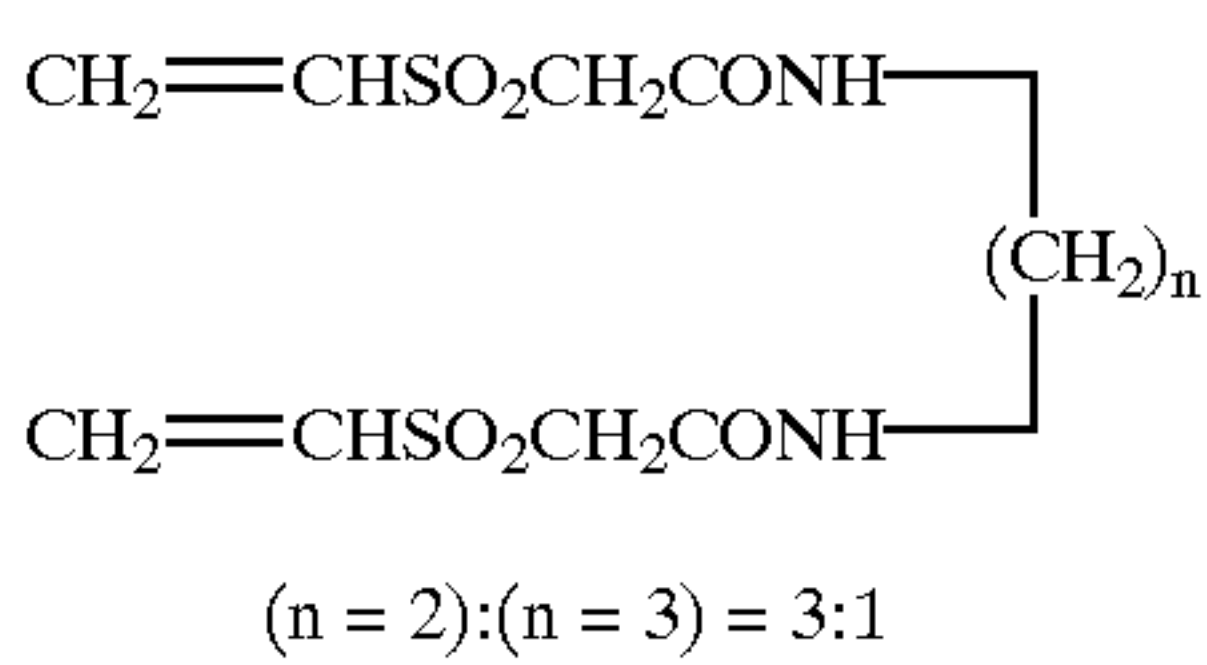 CH₂=CHSO₂CH₂CONH
(CH₂)ₙ
CH₂=CHSO₂CH₂CONH
(n = 2):(n = 3) = 3:1